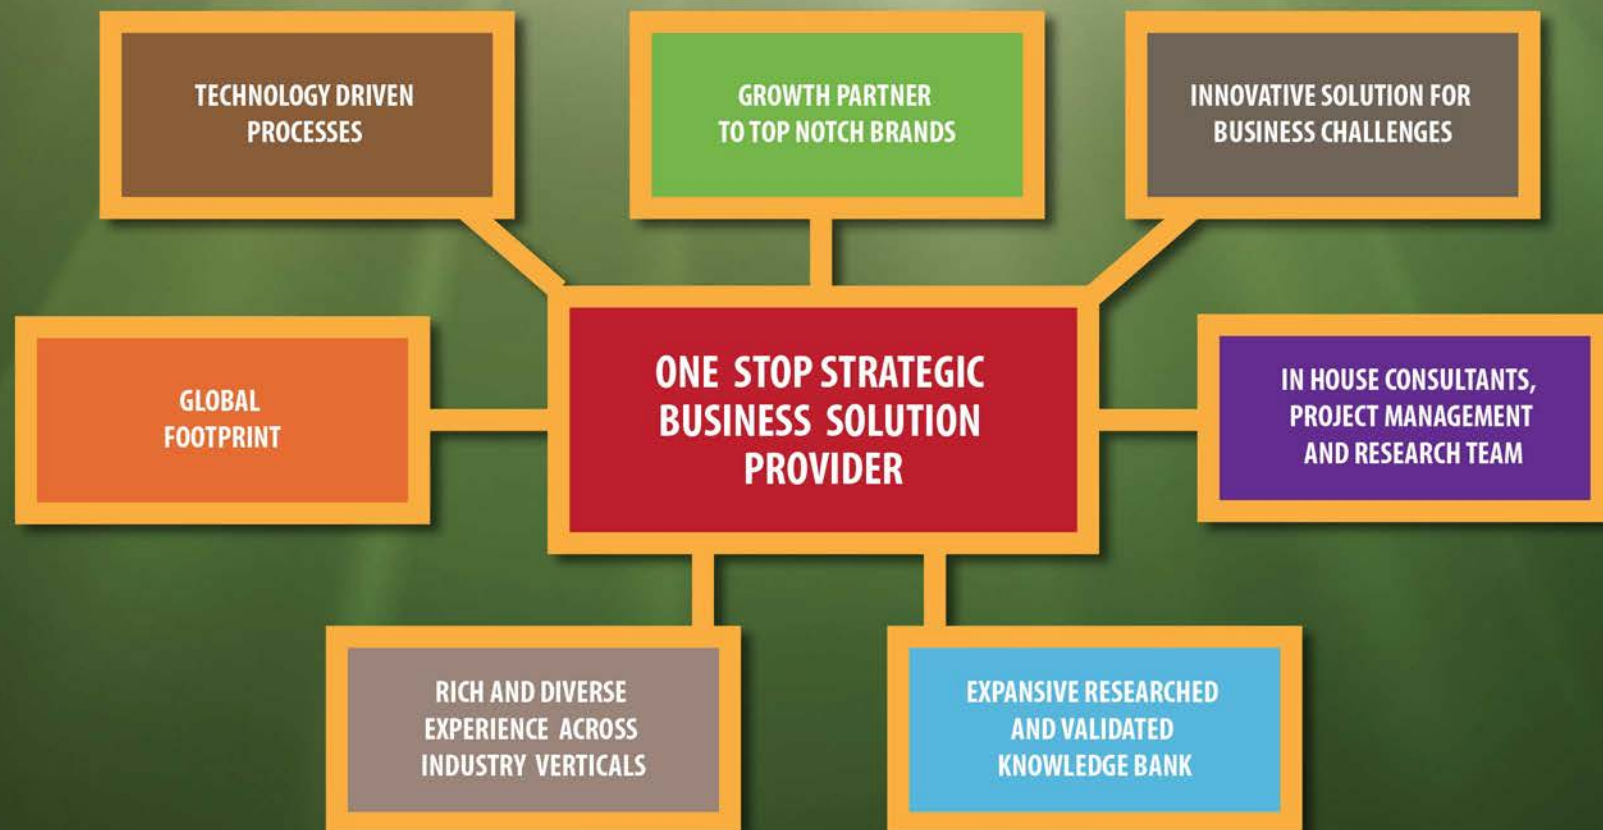 TECHNOLOGY DRIVEN
PROCESSES
GROWTH PARTNER
TO TOP NOTCH BRANDS
INNOVATIVE SOLUTION FOR
BUSINESS CHALLENGES
GLOBAL
FOOTPRINT
ONE STOP STRATEGIC
BUSINESS SOLUTION
PROVIDER
IN HOUSE CONSULTANTS,
PROJECT MANAGEMENT
AND RESEARCH TEAM
RICH AND DIVERSE
EXPERIENCE ACROSS
INDUSTRY VERTICALS
EXPANSIVE RESEARCHED
AND VALIDATED
KNOWLEDGE BANK